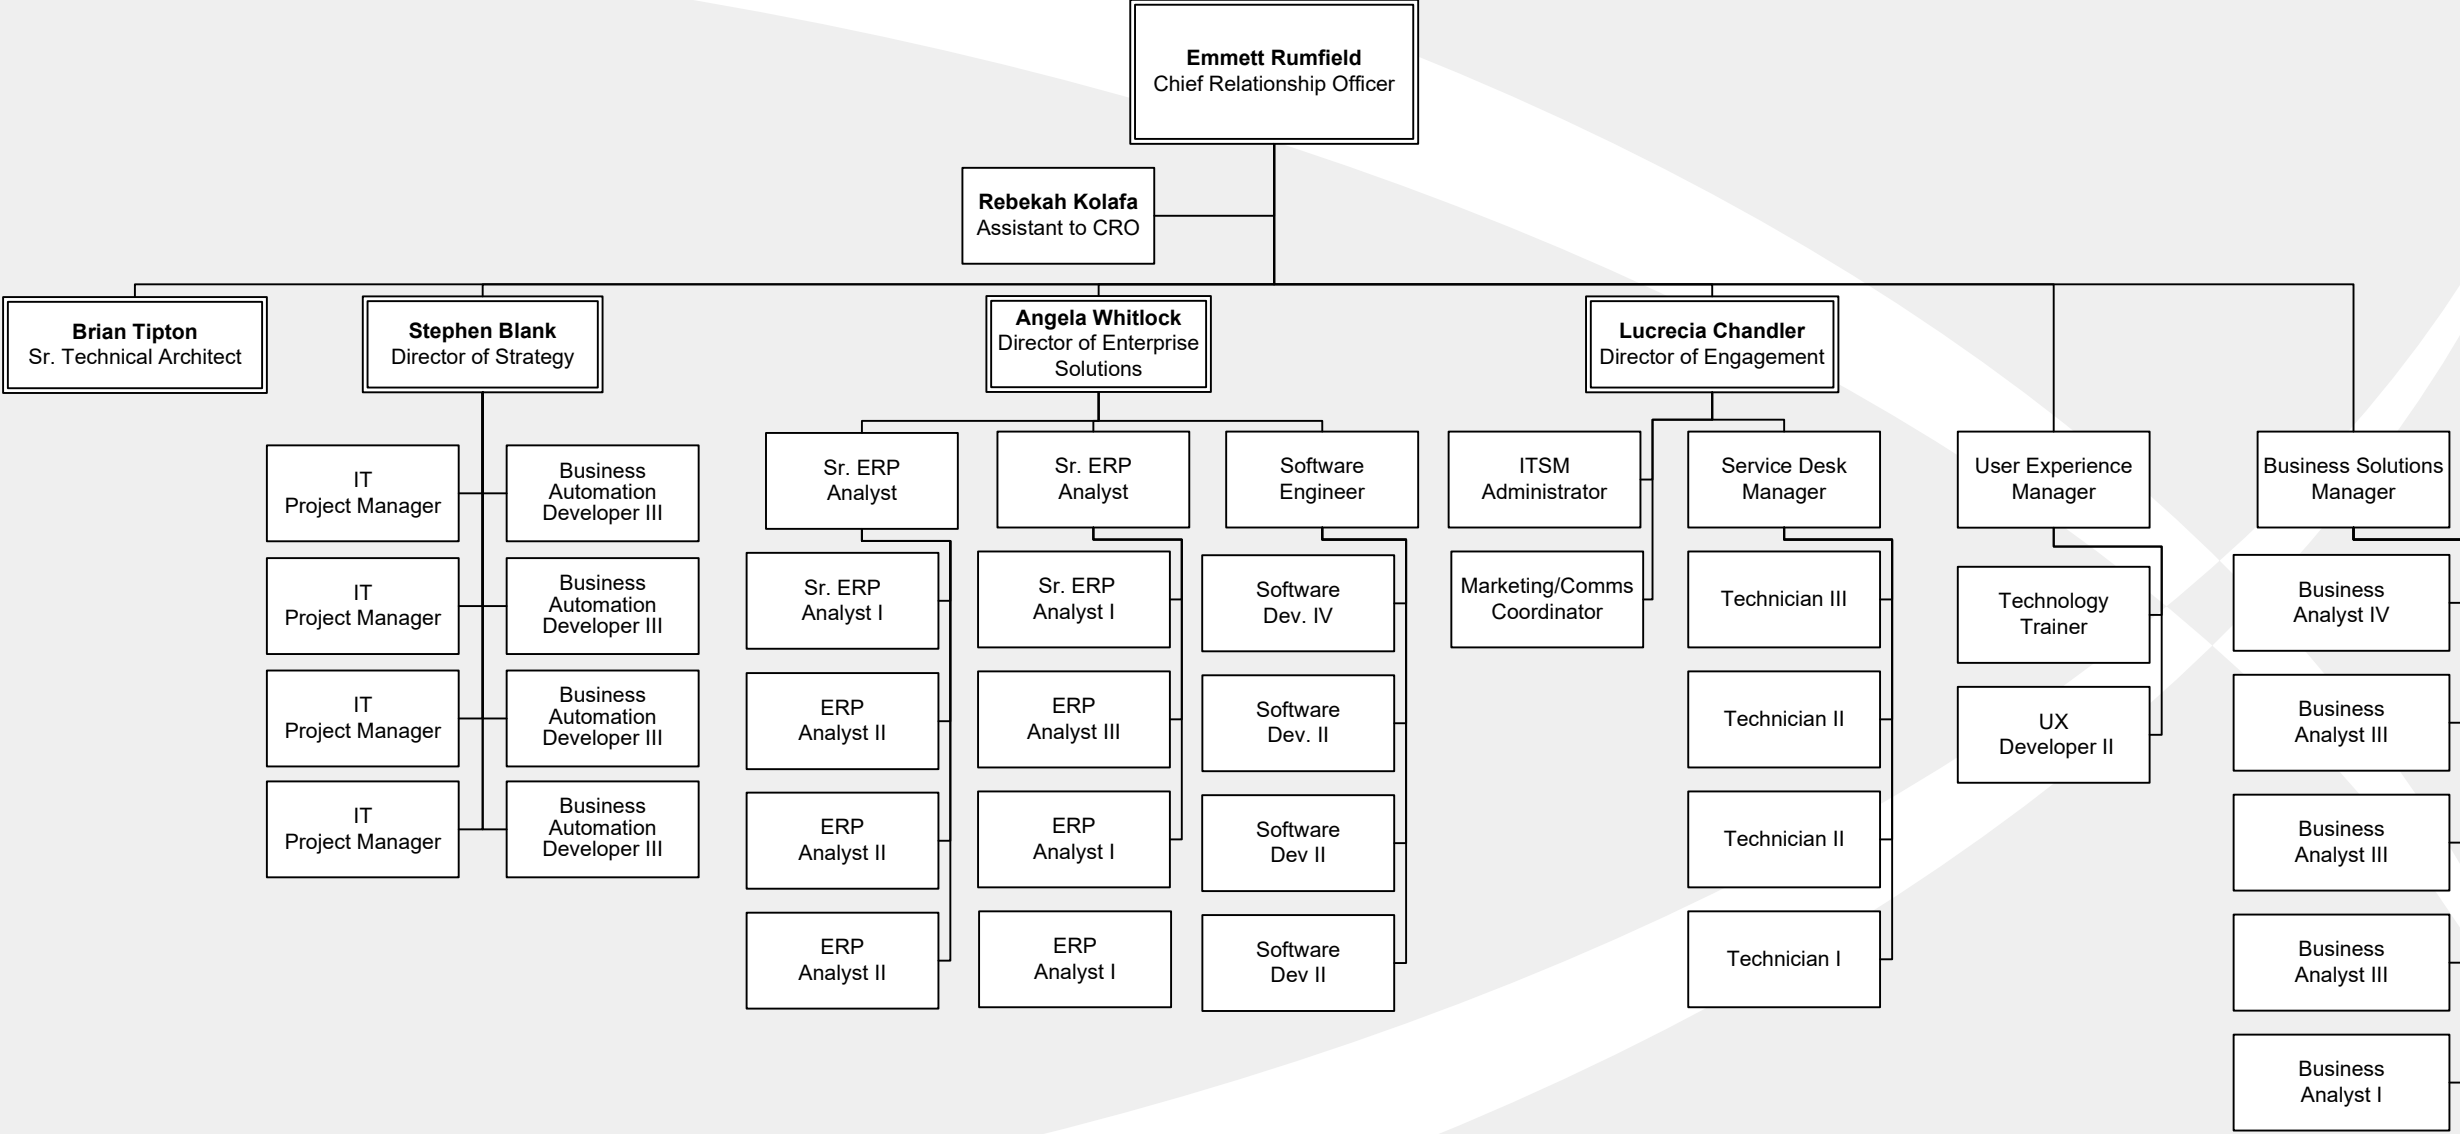 Emmett Rumfield
Chief Relationship Officer
Rebekah Kolafa
Assistant to CRO
Brian Tipton
Sr. Technical Architect
Stephen Blank
Director of Strategy
Angela Whitlock
Director of Enterprise
Solutions
Lucrecia Chandler
Director of Engagement
IT
Project Manager
Business
Automation
Developer III
IT
Project Manager
Business
Automation
Developer III
IT
Project Manager
Business
Automation
Developer III
IT
Project Manager
Business
Automation
Developer III
Sr. ERP
Analyst
Sr. ERP
Analyst I
ERP
Analyst II
ERP
Analyst II
ERP
Analyst II
Sr. ERP
Analyst
Sr. ERP
Analyst I
ERP
Analyst III
ERP
Analyst I
ERP
Analyst I
Software
Engineer
Software
Dev. IV
Software
Dev. II
Software
Dev II
Software
Dev II
ITSM
Administrator
Marketing/Comms
Coordinator
Service Desk
Manager
Technician III
Technician II
Technician II
Technician I
User Experience
Manager
Technology
Trainer
UX
Developer II
Business Solutions
Manager
Business
Analyst IV
Business
Analyst III
Business
Analyst III
Business
Analyst III
Business
Analyst I